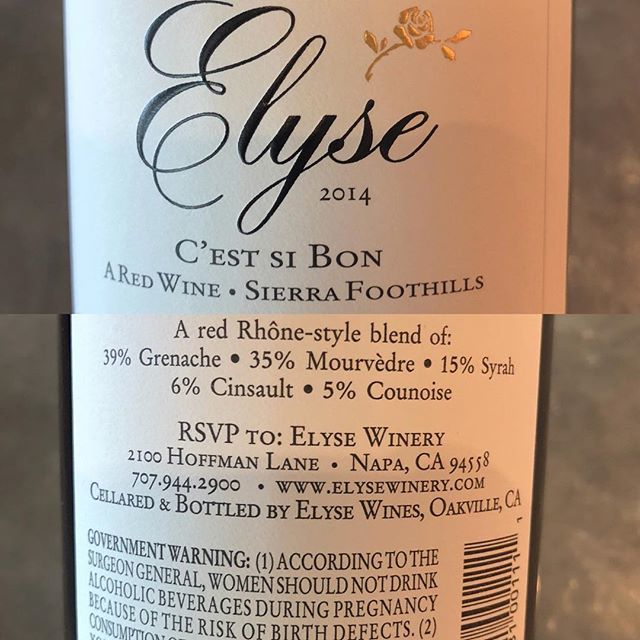 Elyse
2014
C'EST SI BON
A RED WINE • SIERRA FOOTHILLS
A red Rhône-style blend of:
39% Grenache • 35% Mourvèdre • 15% Syrah
6% Cinsault • 5% Counoise
RSVP TO: ELYSE WINERY
2100 HOFFMAN LANE • NAPA, CA 94558
707.944.2900 • WWW.ELYSEWINERY.COM
CELLARED & BOTTLED BY ELYSE WINES, OAKVILLE, CA
GOVERNMENT WARNING: (1) ACCORDING TO THE
SURGEON GENERAL, WOMEN SHOULD NOT DRINK
ALCOHOLIC BEVERAGES DURING PREGNANCY
BECAUSE OF THE RISK OF BIRTH DEFECTS. (2)
CONSUMPTION OF